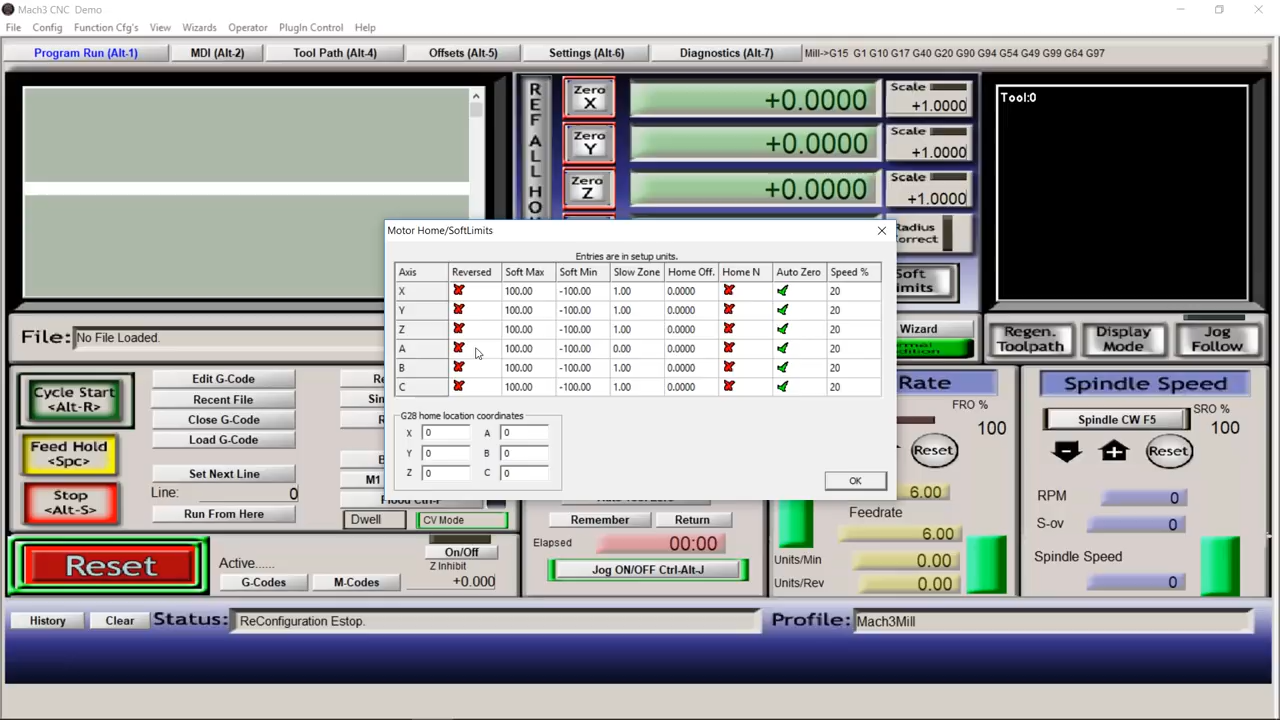 Mach3 CNC Demo
File Config Function Cfg's View Wizards Operator PlugIn Control Help
Program Run (Alt-1) MDI (Alt-2) Tool Path (Alt-4) Offsets (Alt-5) Settings (Alt-6) Diagnostics (Alt-7) Mill->G15 G1 G10 G17 G40 G20 G90 G94 G54 G49 G99 G64 G97
REF ALL HO
Zero X +0.0000 Scale +1.0000
Zero Y +0.0000 Scale +1.0000
Zero Z +0.0000 Scale +1.0000
Tool:0
Radius
Correct
Soft
Limits
Motor Home/SoftLimits
Entries are in setup units.
Axis Reversed Soft Max Soft Min Slow Zone Home Off. Home N Auto Zero Speed %
X 100.00 -100.00 1.00 0.0000 20
Y 100.00 -100.00 1.00 0.0000 20
Z 100.00 -100.00 1.00 0.0000 20
A 100.00 -100.00 0.00 0.0000 20
B 100.00 -100.00 1.00 0.0000 20
C 100.00 -100.00 1.00 0.0000 20
G28 home location coordinates
X 0 A 0
Y 0 B 0
Z 0 C 0
OK
File: No File Loaded.
Wizard
Regen. Toolpath
Display Mode
Jog Follow
Cycle Start
<Alt-R>
Feed Hold
<Spc>
Stop
<Alt-S>
Edit G-Code
Recent File
Close G-Code
Load G-Code
Set Next Line
Line: 0
Run From Here
M1
Dwell CV Mode
Reset
Active......
G-Codes M-Codes
On/Off
Z Inhibit
+0.000
Remember Return
Elapsed 00:00
Jog ON/OFF Ctrl-Alt-J
Rate
FRO %
100
Reset
6.00
Feedrate
6.00
Units/Min 0.00
Units/Rev 0.00
Spindle Speed
Spindle CW F5
SRO %
100
Reset
RPM 0
S-ov 0
Spindle Speed 0
History Clear Status: ReConfiguration Estop. Profile: Mach3Mill